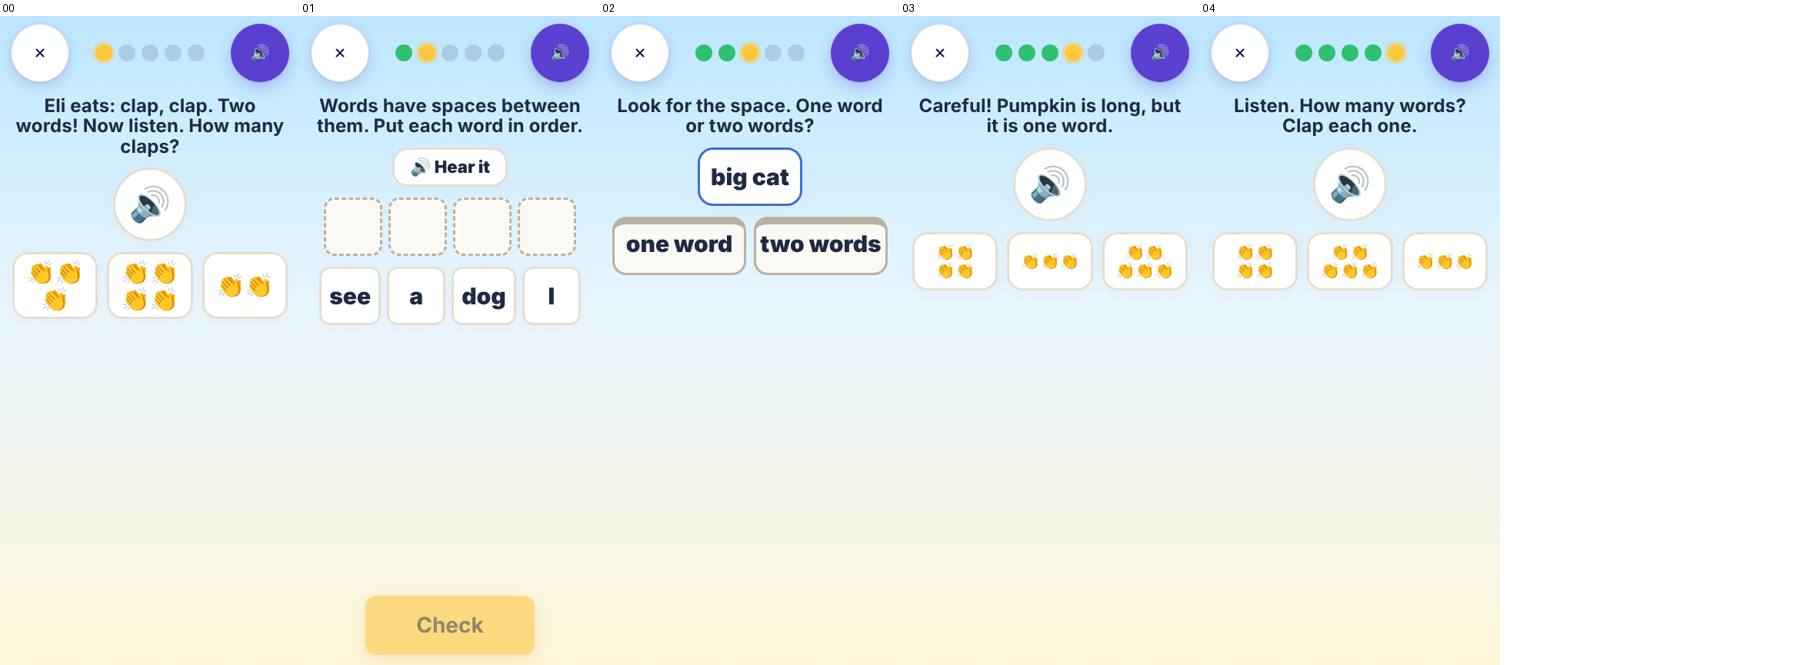 00
01
02
03
04
Eli eats: clap, clap. Two
words! Now listen. How many
claps?
Words have spaces between
them. Put each word in order.
Hear it
see
a
dog
I
Check
Look for the space. One word
or two words?
big cat
one word
two words
Careful! Pumpkin is long, but
it is one word.
Listen. How many words?
Clap each one.